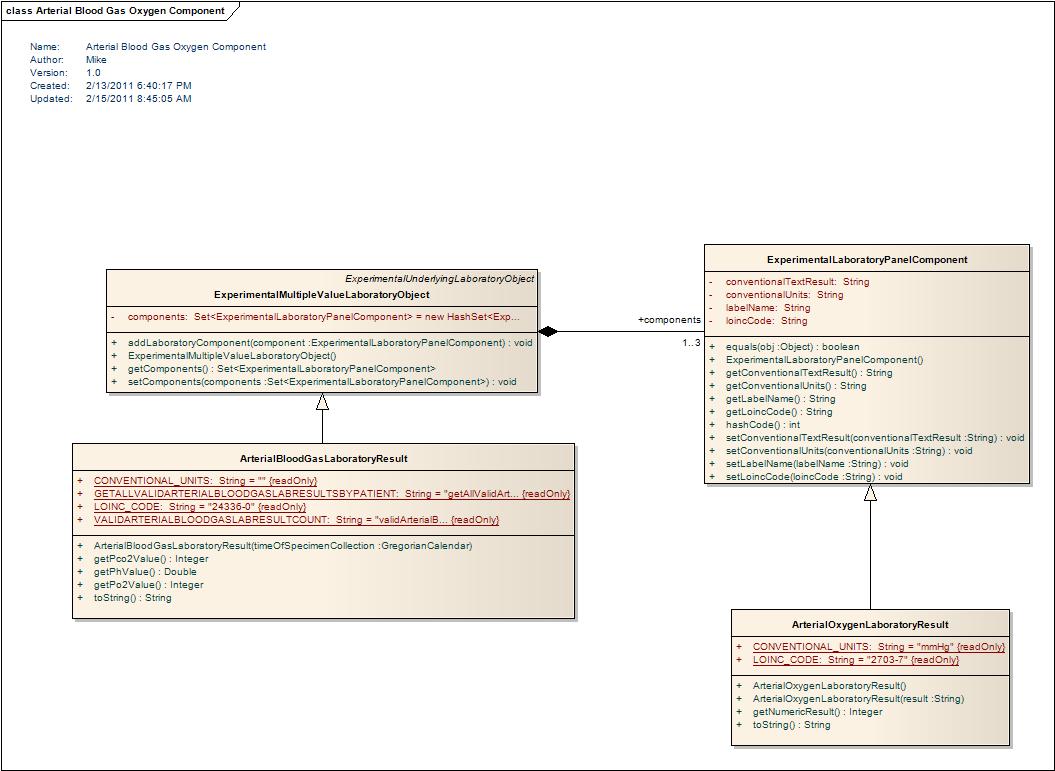 class Arterial Blood Gas Oxygen Component
Name: Arterial Blood Gas Oxygen Component
Author: Mike
Version: 1.0
Created: 2/13/2011 6:40:17 PM
Updated: 2/15/2011 8:45:05 AM
ExperimentalUnderlyingLaboratoryObject
ExperimentalMultipleValueLaboratoryObject
- components: Set<ExperimentalLaboratoryPanelComponent> = new HashSet<Exp...
+ addLaboratoryComponent(component :ExperimentalLaboratoryPanelComponent) : void
+ ExperimentalMultipleValueLaboratoryObject()
+ getComponents() : Set<ExperimentalLaboratoryPanelComponent>
+ setComponents(components :Set<ExperimentalLaboratoryPanelComponent>) : void
+components
1..3
ExperimentalLaboratoryPanelComponent
- conventionalTextResult: String
- conventionalUnits: String
- labelName: String
- loincCode: String
+ equals(obj :Object) : boolean
+ ExperimentalLaboratoryPanelComponent()
+ getConventionalTextResult() : String
+ getConventionalUnits() : String
+ getLabelName() : String
+ getLoincCode() : String
+ hashCode() : int
+ setConventionalTextResult(conventionalTextResult :String) : void
+ setConventionalUnits(conventionalUnits :String) : void
+ setLabelName(labelName :String) : void
+ setLoincCode(loincCode :String) : void
ArterialBloodGasLaboratoryResult
+ CONVENTIONAL_UNITS: String = "" {readOnly}
+ GETALLVALIDARTERIALBLOODGASLABRESULTSBYPATIENT: String = "getAllValidArt... {readOnly}
+ LOINC_CODE: String = "24336-0" {readOnly}
+ VALIDARTERIALBLOODGASLABRESULTCOUNT: String = "validArterialB... {readOnly}
+ ArterialBloodGasLaboratoryResult(timeOfSpecimenCollection :GregorianCalendar)
+ getPco2Value() : Integer
+ getPhValue() : Double
+ getPo2Value() : Integer
+ toString() : String
ArterialOxygenLaboratoryResult
+ CONVENTIONAL_UNITS: String = "mmHg" {readOnly}
+ LOINC_CODE: String = "2703-7" {readOnly}
+ ArterialOxygenLaboratoryResult()
+ ArterialOxygenLaboratoryResult(result :String)
+ getNumericResult() : Integer
+ toString() : String